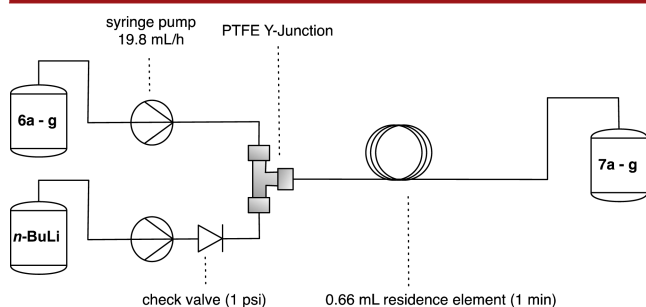 syringe pump
19.8 mL/h
PTFE Y-Junction
6a - g
7a - g
n-BuLi
check valve (1 psi)
0.66 mL residence element (1 min)